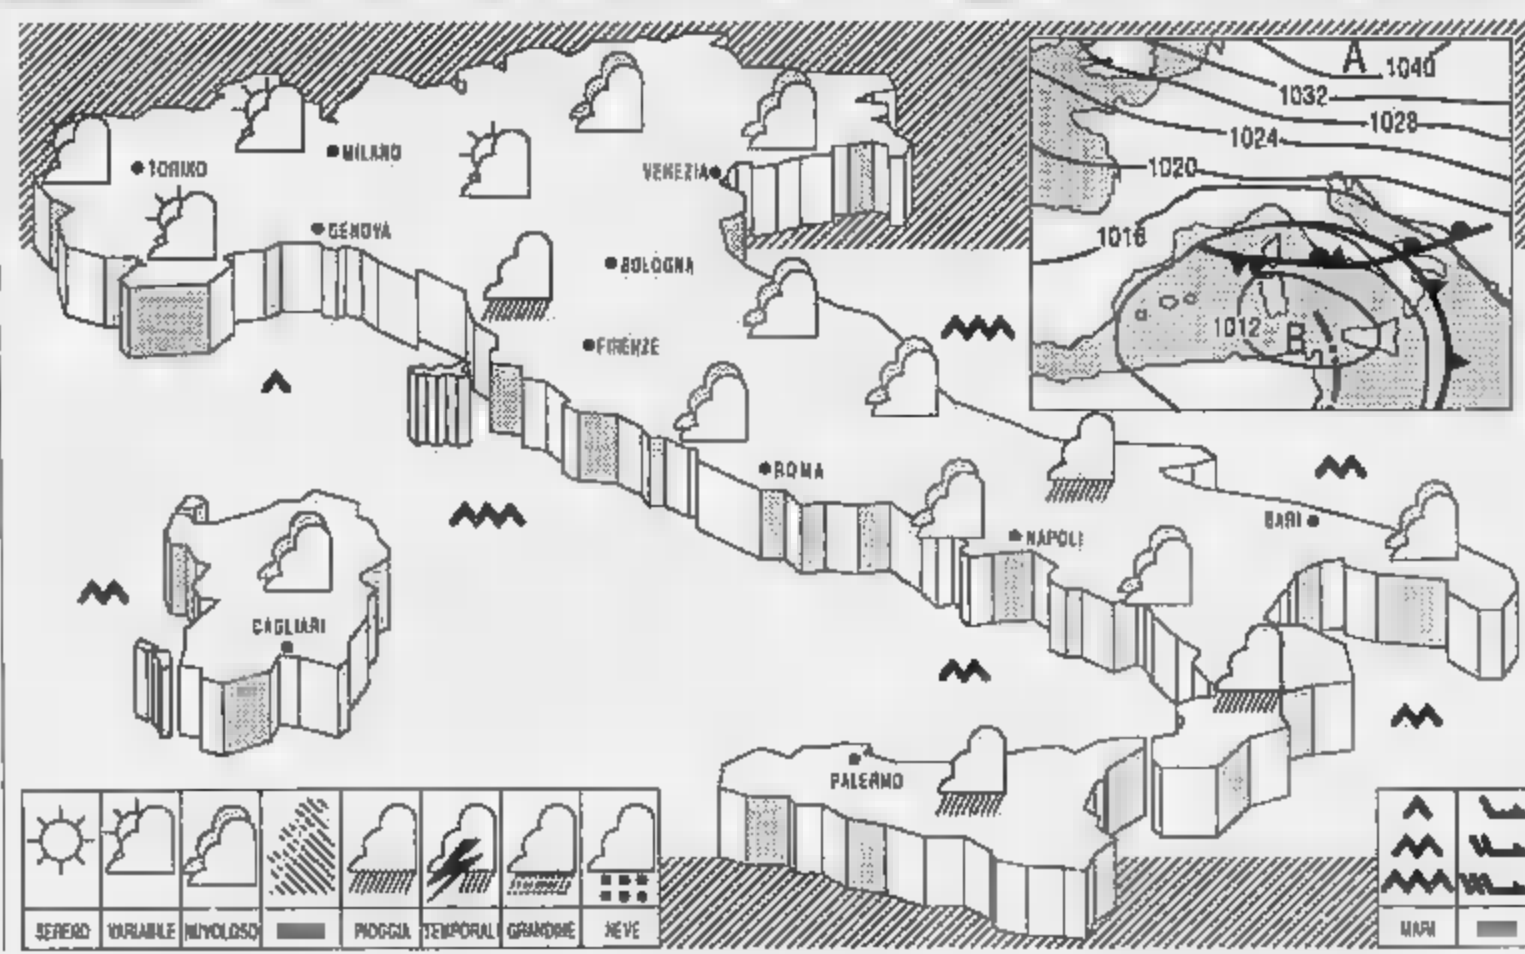 A 1040
1032
1028
1024
1020
1016
1012 B
TORINO
MILANO
VENEZIA
GENOVA
BOLOGNA
FIRENZE
ROMA
NAPOLI
BARI
CAGLIARI
PALERMO
SERENO VARIABILE NUVOLOSO PIOGGIA TEMPORALI GRANDINE NEVE
MARI